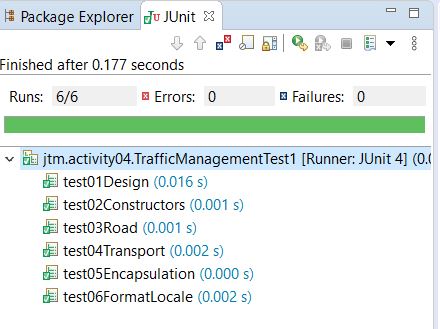 Package Explorer JUnit
Finished after 0.177 seconds
Runs: 6/6 Errors: 0 Failures: 0
jtm.activity04.TrafficManagementTest1 [Runner: JUnit 4] (0.0
test01Design (0.016 s)
test02Constructors (0.001 s)
test03Road (0.001 s)
test04Transport (0.002 s)
test05Encapsulation (0.000 s)
test06FormatLocale (0.002 s)